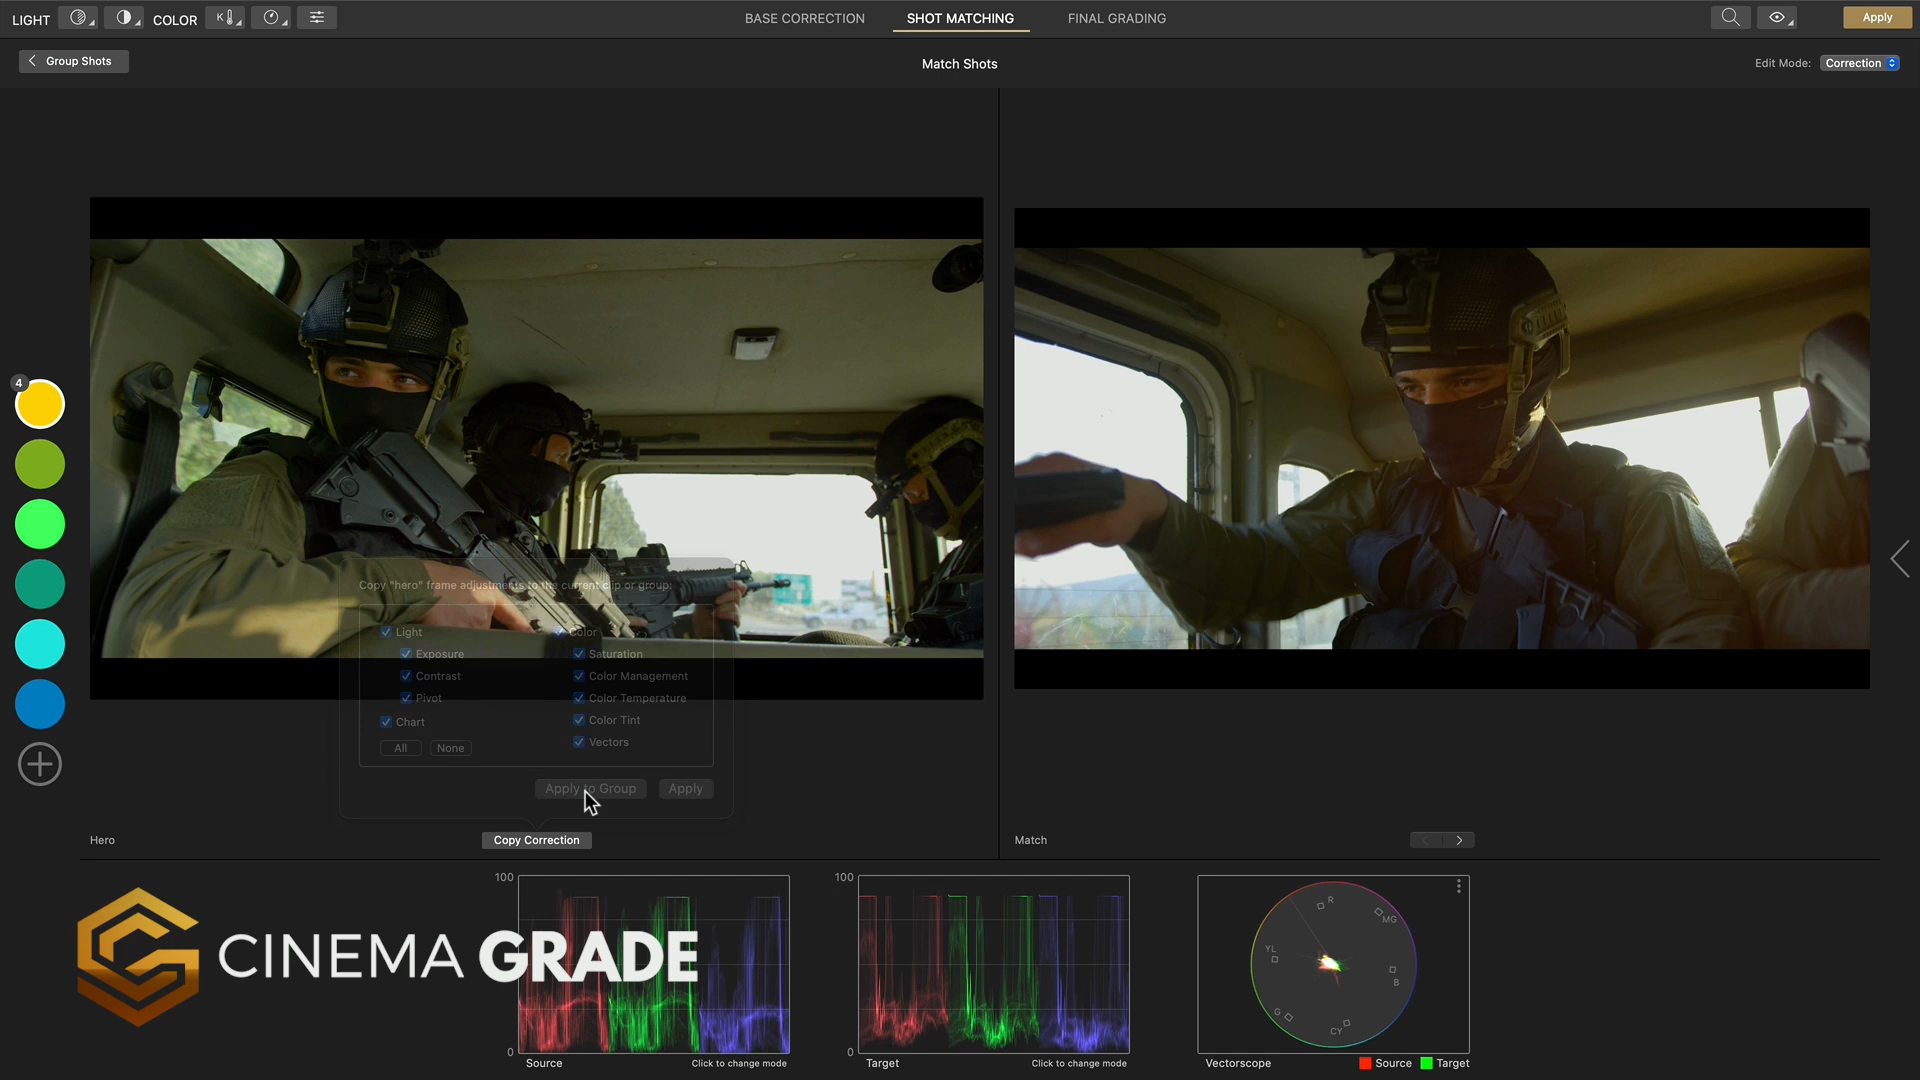 LIGHT
COLOR
K
BASE CORRECTION
SHOT MATCHING
FINAL GRADING
Apply
Group Shots
Match Shots
Edit Mode:
Correction
4
Copy "hero" frame adjustments to the current clip or group:
Light
Color
Exposure
Saturation
Contrast
Color Management
Pivot
Color Temperature
Chart
Color Tint
All
None
Vectors
Apply to Group
Apply
Hero
Copy Correction
Match
CINEMA GRADE
100
0
Source
Click to change mode
100
0
Target
Click to change mode
R
MG
YL
B
G
CY
Vectorscope
Source
Target